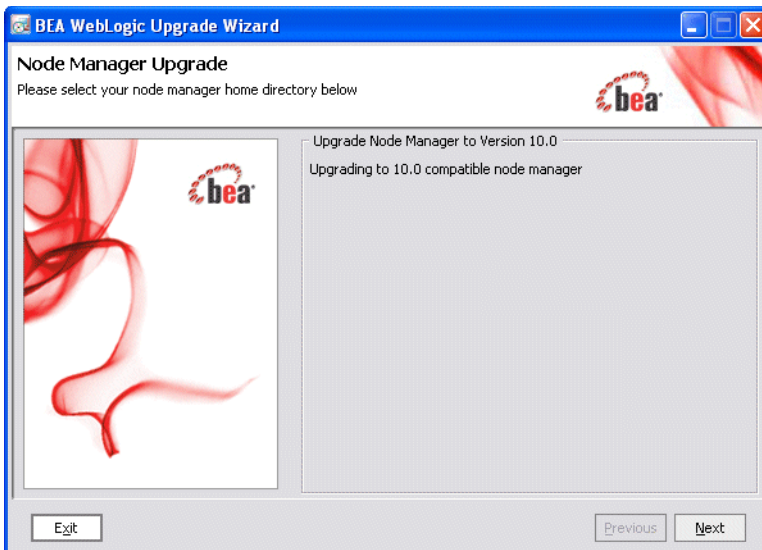 BEA WebLogic Upgrade Wizard
Node Manager Upgrade
Please select your node manager home directory below
bea
bea
Upgrade Node Manager to Version 10.0
Upgrading to 10.0 compatible node manager
Exit
Previous
Next